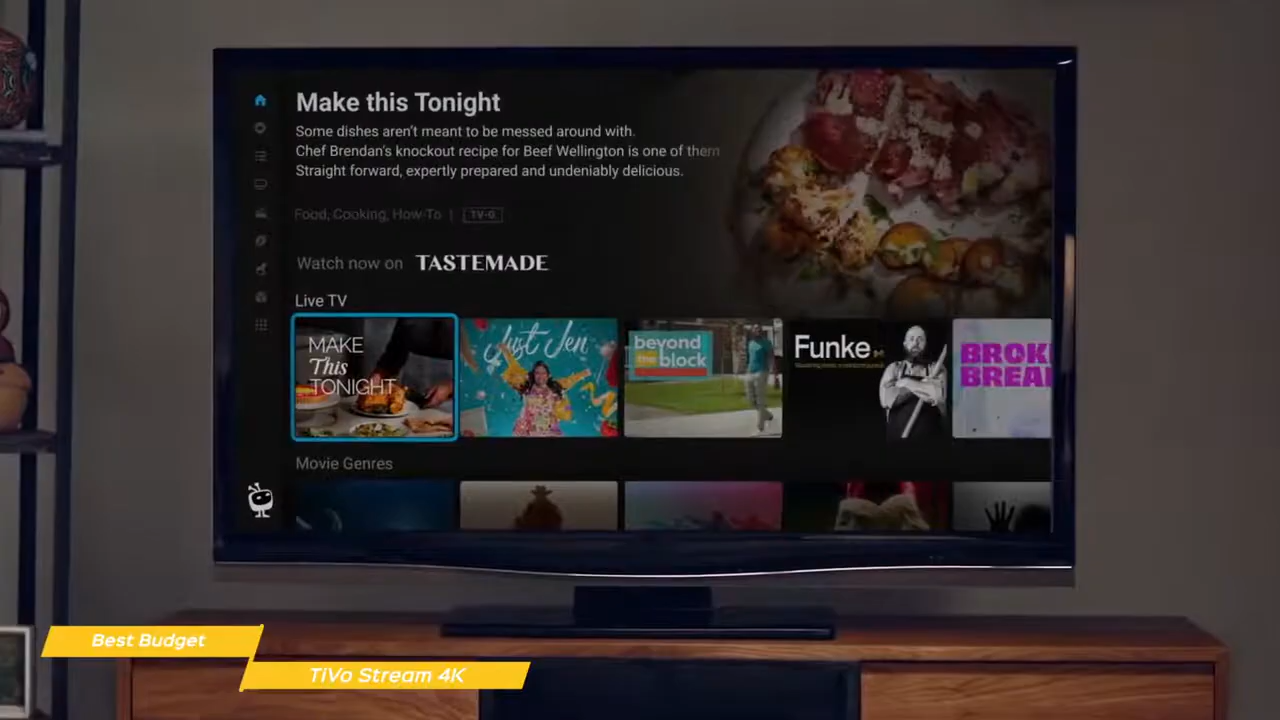 Make this Tonight
Some dishes aren't meant to be messed around with.
Chef Brendan's knockout recipe for Beef Wellington is one of them
Straight forward, expertly prepared and undeniably delicious.
Food, Cooking, How-To | TV-G
Watch now on TASTEMADE
Live TV
MAKE
This
TONIGHT
Just Jen
beyond
the block
Funke
BROK
BREA
Movie Genres
Best Budget
TiVo Stream 4K